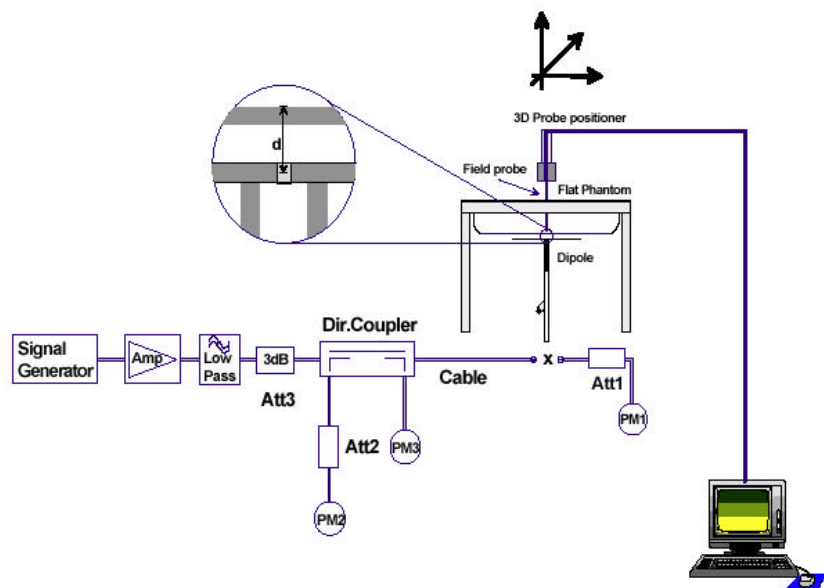 3D Probe positioner
d
Field probe
Flat Phantom
Dipole
Dir.Coupler
Signal
Generator
Amp
Low
Pass
3dB
Cable
x
Att3
Att1
Att2
PM3
PM1
PM2